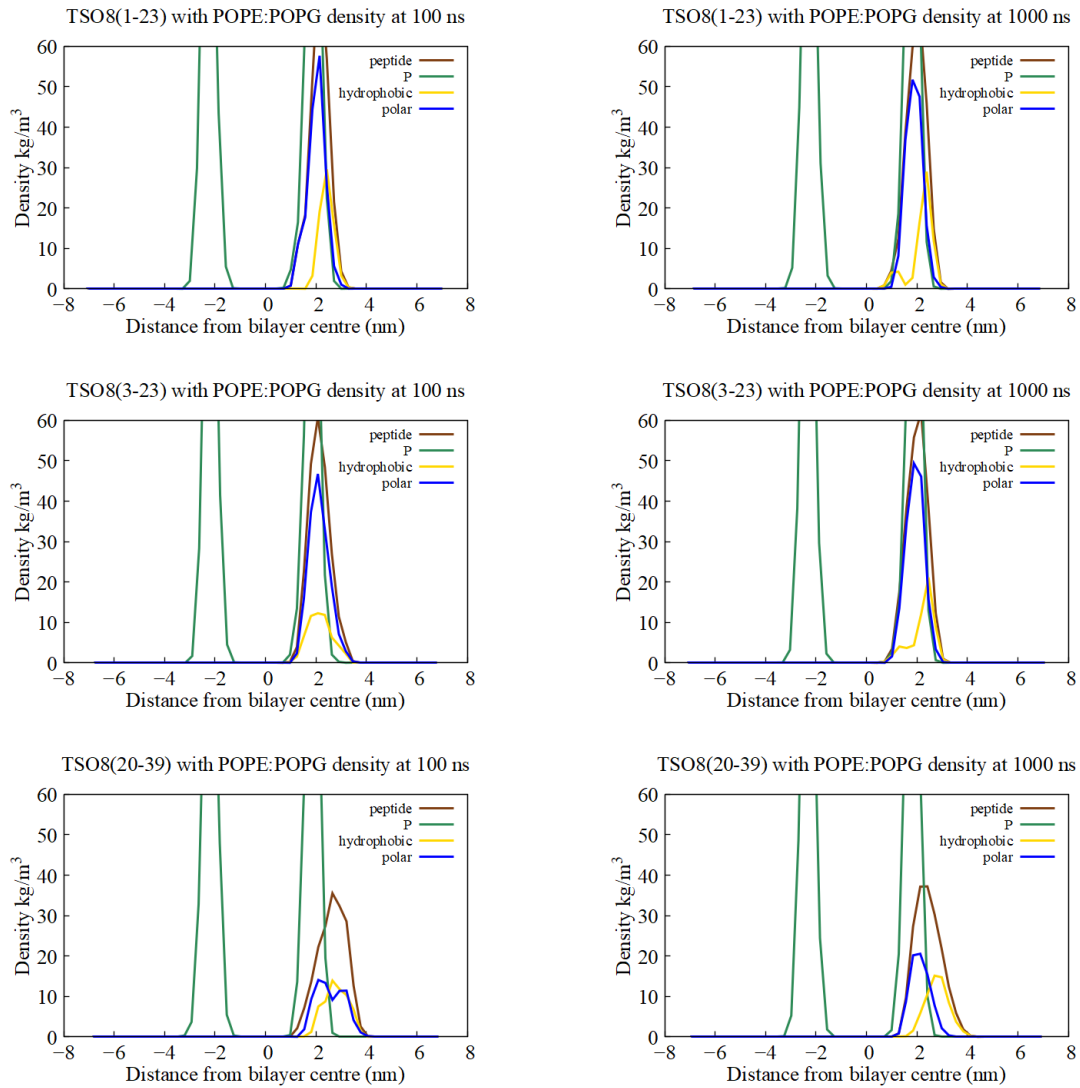 TSO8(1-23) with POPE:POPG density at 100 ns
60
50
40
30
20
10
0
Density kg/m³
peptide
P
hydrophobic
polar
−8 −6 −4 −2 0 2 4 6 8
Distance from bilayer centre (nm)
TSO8(1-23) with POPE:POPG density at 1000 ns
60
50
40
30
20
10
0
Density kg/m³
peptide
P
hydrophobic
polar
−8 −6 −4 −2 0 2 4 6 8
Distance from bilayer centre (nm)
TSO8(3-23) with POPE:POPG density at 100 ns
60
50
40
30
20
10
0
Density kg/m³
peptide
P
hydrophobic
polar
−8 −6 −4 −2 0 2 4 6 8
Distance from bilayer centre (nm)
TSO8(3-23) with POPE:POPG density at 1000 ns
60
50
40
30
20
10
0
Density kg/m³
peptide
P
hydrophobic
polar
−8 −6 −4 −2 0 2 4 6 8
Distance from bilayer centre (nm)
TSO8(20-39) with POPE:POPG density at 100 ns
60
50
40
30
20
10
0
Density kg/m³
peptide
P
hydrophobic
polar
−8 −6 −4 −2 0 2 4 6 8
Distance from bilayer centre (nm)
TSO8(20-39) with POPE:POPG density at 1000 ns
60
50
40
30
20
10
0
Density kg/m³
peptide
P
hydrophobic
polar
−8 −6 −4 −2 0 2 4 6 8
Distance from bilayer centre (nm)